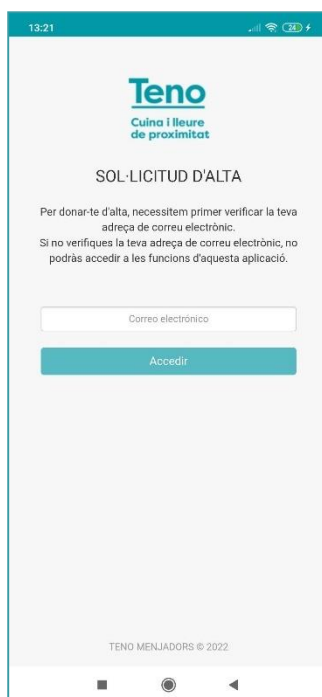 13:21
24
Teno
Cuina i lleure
de proximitat
SOL·LICITUD D'ALTA
Per donar-te d'alta, necessitem primer verificar la teva
adreça de correu electrònic.
Si no verifiques la teva adreça de correu electrònic, no
podràs accedir a les funcions d'aquesta aplicació.
Correo electrónico
Accedir
TENO MENJADORS © 2022